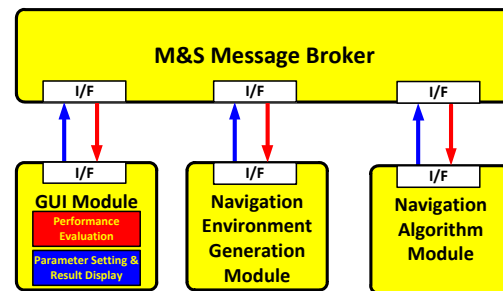 M&S Message Broker
I/F
I/F
I/F
I/F
I/F
I/F
GUI Module
Performance
Evaluation
Parameter Setting &
Result Display
Navigation
Environment
Generation
Module
Navigation
Algorithm
Module